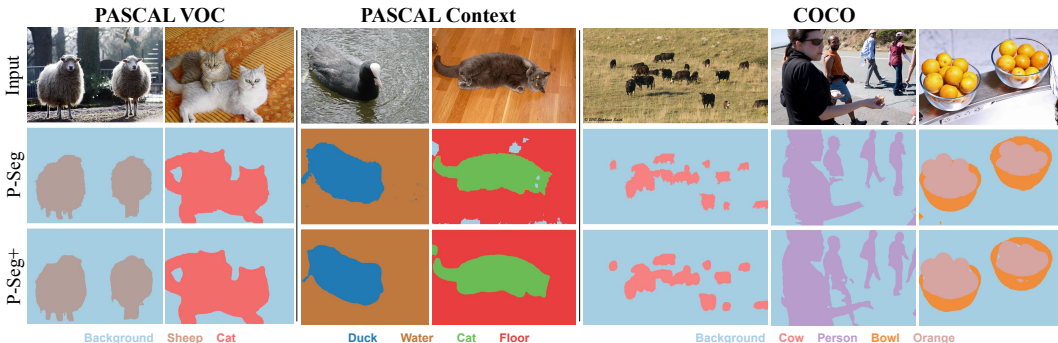 PASCAL VOC PASCAL Context COCO
Input
P-Seg
P-Seg+
Background Sheep Cat Duck Water Cat Floor Background Cow Person Bowl Orange